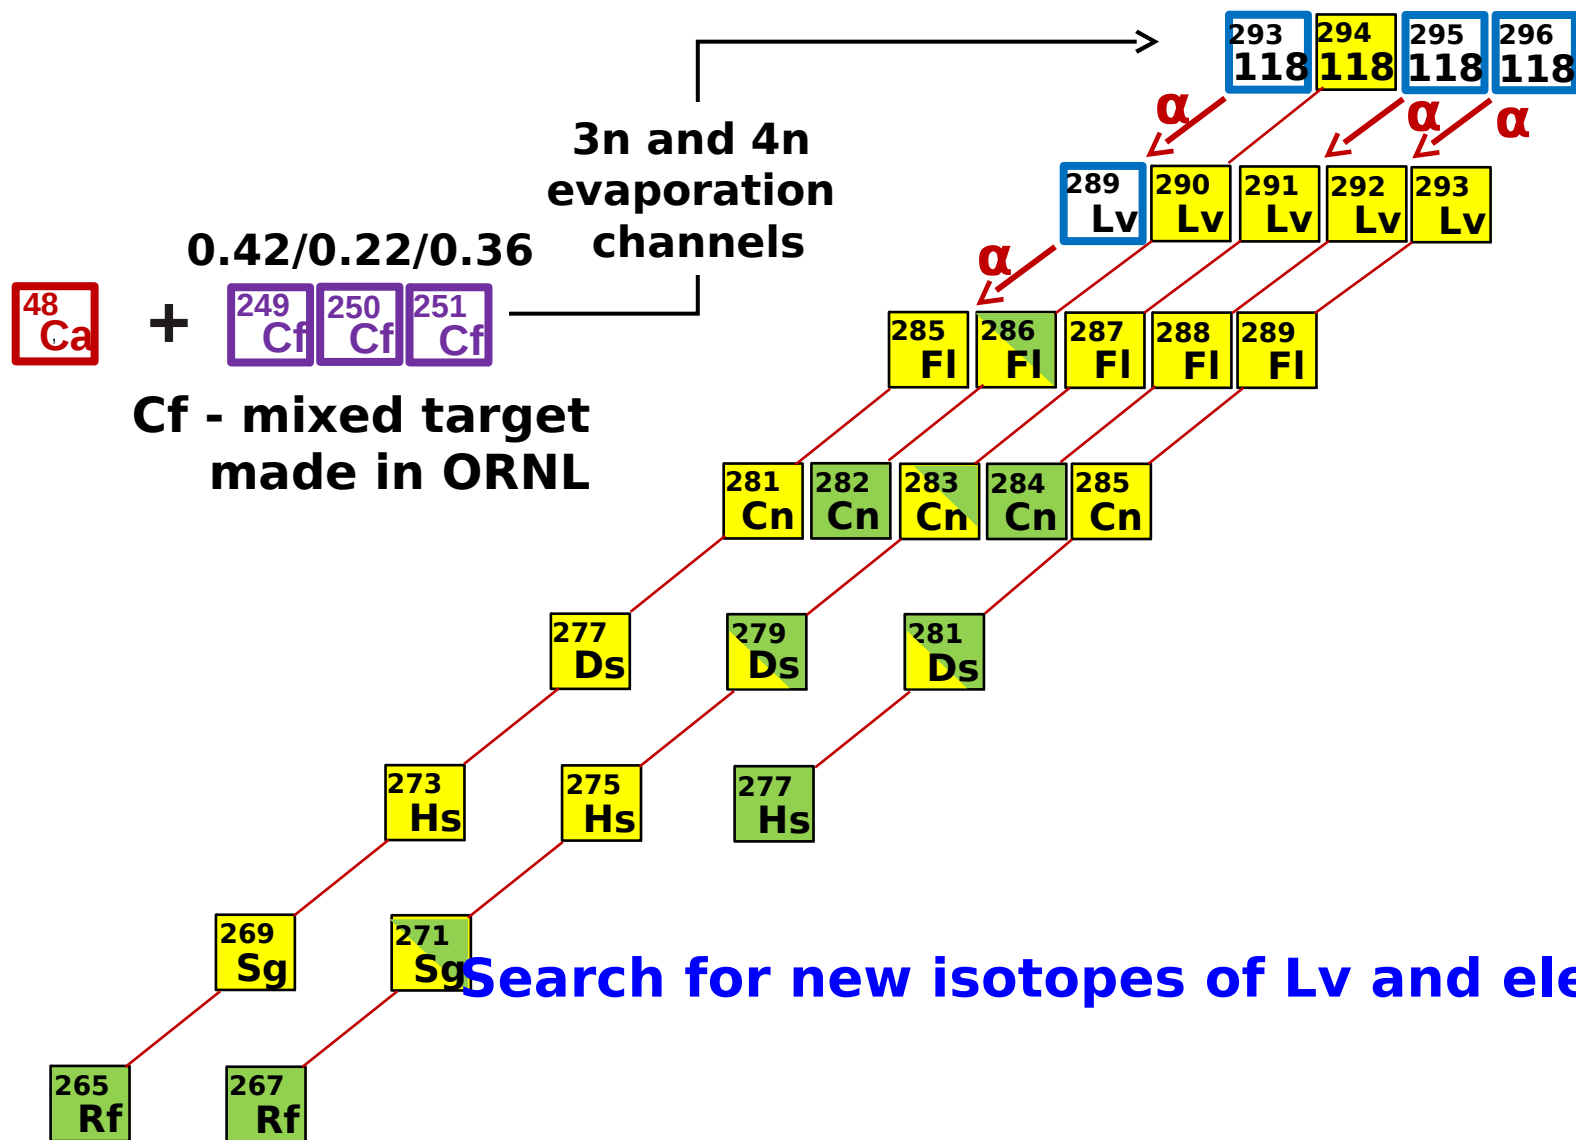 293 294 295 296
118 118 118 118
α α α
3n and 4n
evaporation
channels
289 290 291 292 293
Lv Lv Lv Lv Lv
0.42/0.22/0.36
α
48 + 249 250 251
Ca Cf Cf Cf
285 286 287 288 289
Fl Fl Fl Fl Fl
Cf - mixed target
made in ORNL
281 282 283 284 285
Cn Cn Cn Cn Cn
277 279 281
Ds Ds Ds
273 275 277
Hs Hs Hs
269 271
Sg Sg
Search for new isotopes of Lv and ele
265 267
Rf Rf